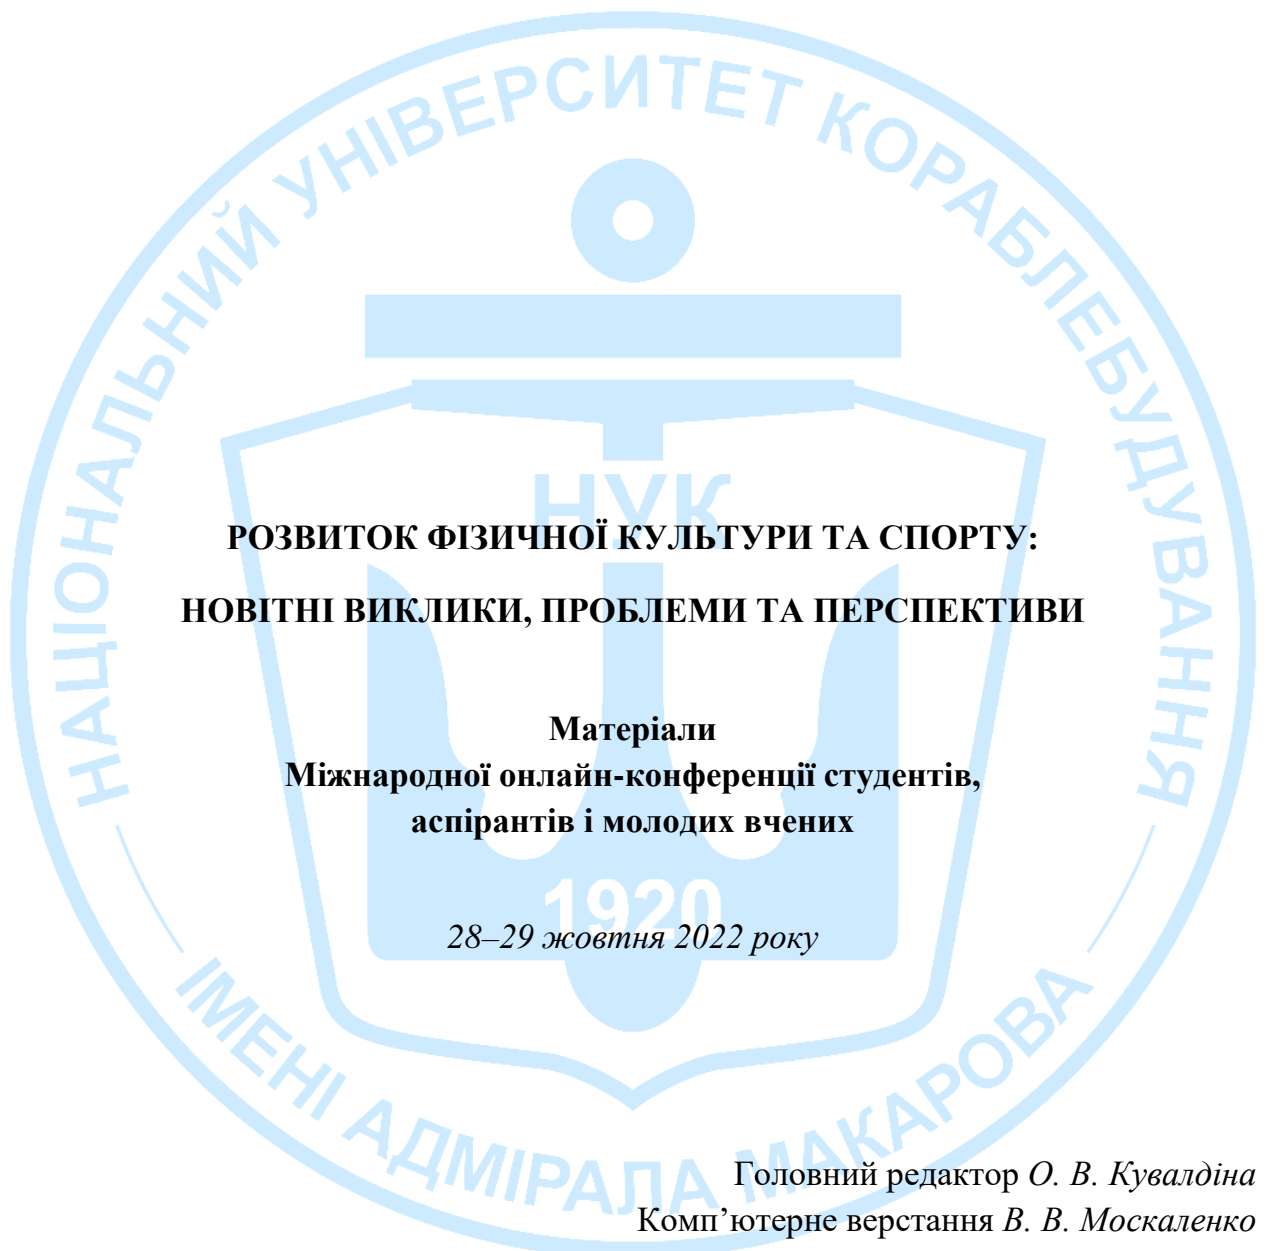 НАЦІОНАЛЬНИЙ УНІВЕРСИТЕТ КОРАБЛЕБУДУВАННЯ
НУК
РОЗВИТОК ФІЗИЧНОЇ КУЛЬТУРИ ТА СПОРТУ:
НОВІТНІ ВИКЛИКИ, ПРОБЛЕМИ ТА ПЕРСПЕКТИВИ
Матеріали
Міжнародної онлайн-конференції студентів,
аспірантів і молодих вчених
1920
28–29 жовтня 2022 року
ІМЕНІ АДМІРАЛА МАКАРОВА
Головний редактор О. В. Кувалдіна
Комп’ютерне верстання В. В. Москаленко